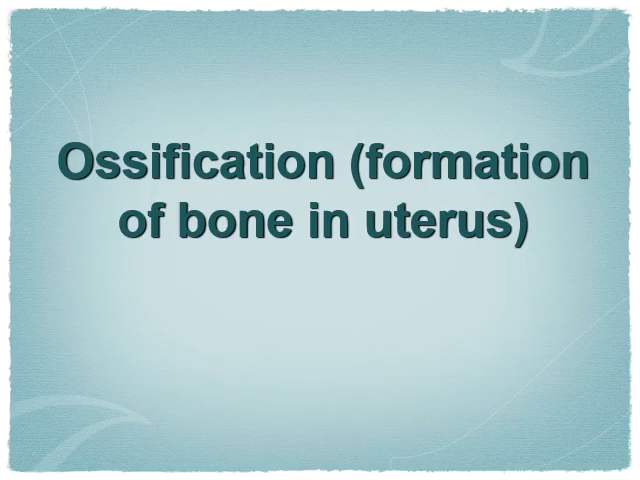 Ossification (formation
of bone in uterus)